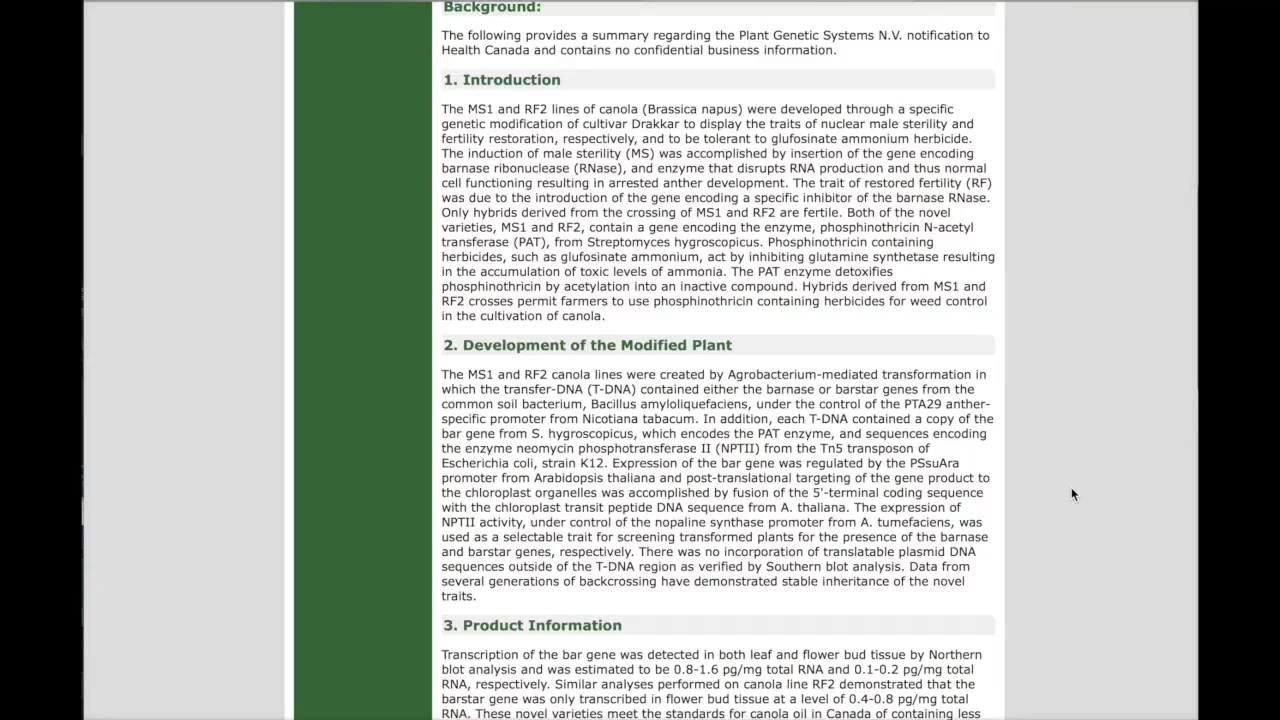 Background:
The following provides a summary regarding the Plant Genetic Systems N.V. notification to
Health Canada and contains no confidential business information.
1. Introduction
The MS1 and RF2 lines of canola (Brassica napus) were developed through a specific
genetic modification of cultivar Drakkar to display the traits of nuclear male sterility and
fertility restoration, respectively, and to be tolerant to glufosinate ammonium herbicide.
The induction of male sterility (MS) was accomplished by insertion of the gene encoding
barnase ribonuclease (RNase), and enzyme that disrupts RNA production and thus normal
cell functioning resulting in arrested anther development. The trait of restored fertility (RF)
was due to the introduction of the gene encoding a specific inhibitor of the barnase RNase.
Only hybrids derived from the crossing of MS1 and RF2 are fertile. Both of the novel
varieties, MS1 and RF2, contain a gene encoding the enzyme, phosphinothricin N-acetyl
transferase (PAT), from Streptomyces hygroscopicus. Phosphinothricin containing
herbicides, such as glufosinate ammonium, act by inhibiting glutamine synthetase resulting
in the accumulation of toxic levels of ammonia. The PAT enzyme detoxifies
phosphinothricin by acetylation into an inactive compound. Hybrids derived from MS1 and
RF2 crosses permit farmers to use phosphinothricin containing herbicides for weed control
in the cultivation of canola.
2. Development of the Modified Plant
The MS1 and RF2 canola lines were created by Agrobacterium-mediated transformation in
which the transfer-DNA (T-DNA) contained either the barnase or barstar genes from the
common soil bacterium, Bacillus amyloliquefaciens, under the control of the PTA29 anther-
specific promoter from Nicotiana tabacum. In addition, each T-DNA contained a copy of the
bar gene from S. hygroscopicus, which encodes the PAT enzyme, and sequences encoding
the enzyme neomycin phosphotransferase II (NPTII) from the Tn5 transposon of
Escherichia coli, strain K12. Expression of the bar gene was regulated by the PSsuAra
promoter from Arabidopsis thaliana and post-translational targeting of the gene product to
the chloroplast organelles was accomplished by fusion of the 5'-terminal coding sequence
with the chloroplast transit peptide DNA sequence from A. thaliana. The expression of
NPTII activity, under control of the nopaline synthase promoter from A. tumefaciens, was
used as a selectable trait for screening transformed plants for the presence of the barnase
and barstar genes, respectively. There was no incorporation of translatable plasmid DNA
sequences outside of the T-DNA region as verified by Southern blot analysis. Data from
several generations of backcrossing have demonstrated stable inheritance of the novel
traits.
3. Product Information
Transcription of the bar gene was detected in both leaf and flower bud tissue by Northern
blot analysis and was estimated to be 0.8-1.6 pg/mg total RNA and 0.1-0.2 pg/mg total
RNA, respectively. Similar analyses performed on canola line RF2 demonstrated that the
barstar gene was only transcribed in flower bud tissue at a level of 0.4-0.8 pg/mg total
RNA. These novel varieties meet the standards for canola oil in Canada of containing less